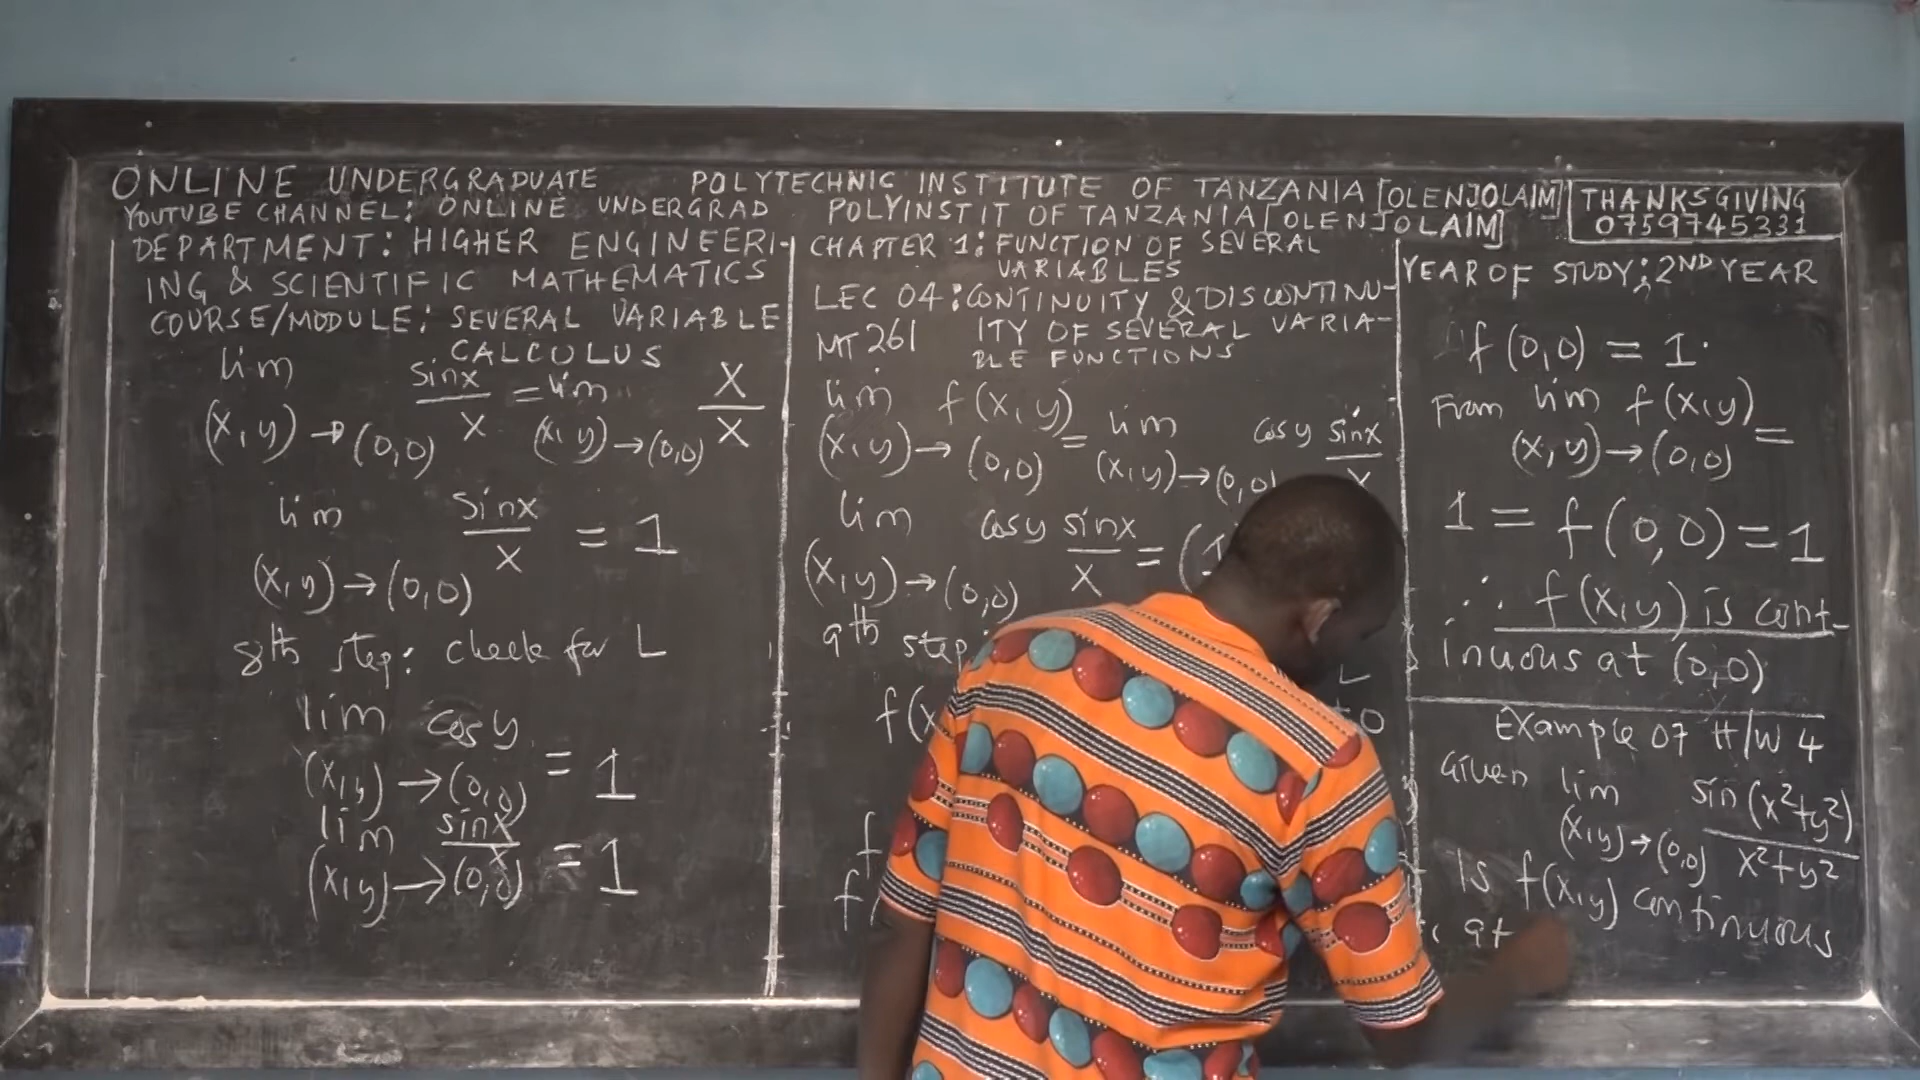 ONLINE UNDERGRADUATE POLYTECHNIC INSTITUTE OF TANZANIA [OLENJOLAIM]
YOUTUBE CHANNEL: ONLINE UNDERGRAD POLYINSTIT OF TANZANIA [OLENJOLAIM]
THANKSGIVING
0759745331
DEPARTMENT: HIGHER ENGINEERI-
ING & SCIENTIFIC MATHEMATICS
COURSE/MODULE: SEVERAL VARIABLE
CALCULUS
lim sinx/x = lim x/x
(x,y)→(0,0) (x,y)→(0,0)
lim sinx/x = 1
(x,y)→(0,0)
8th step: check for L
lim cosy = 1
(x,y)→(0,0)
lim sinx/x = 1
(x,y)→(0,0)
CHAPTER 1: FUNCTION OF SEVERAL
VARIABLES
LEC 04: CONTINUITY & DISCONTINU-
MT 261 ITY OF SEVERAL VARIA-
BLE FUNCTIONS
lim f(x,y) = lim cosy sinx/x
(x,y)→(0,0) (x,y)→(0,0)
lim cosy sinx/x = (1
(x,y)→(0,0)
9th step:
L
f(x
≠0
f
f(
YEAR OF STUDY: 2ND YEAR
f(0,0) = 1.
From lim f(x,y) =
(x,y)→(0,0)
1 = f(0,0) = 1
∴ f(x,y) is cont-
inuous at (0,0)
Example 07 H/W 4
Given lim sin(x²+y²)/x²+y²
(x,y)→(0,0)
Is f(x,y) continuous
at